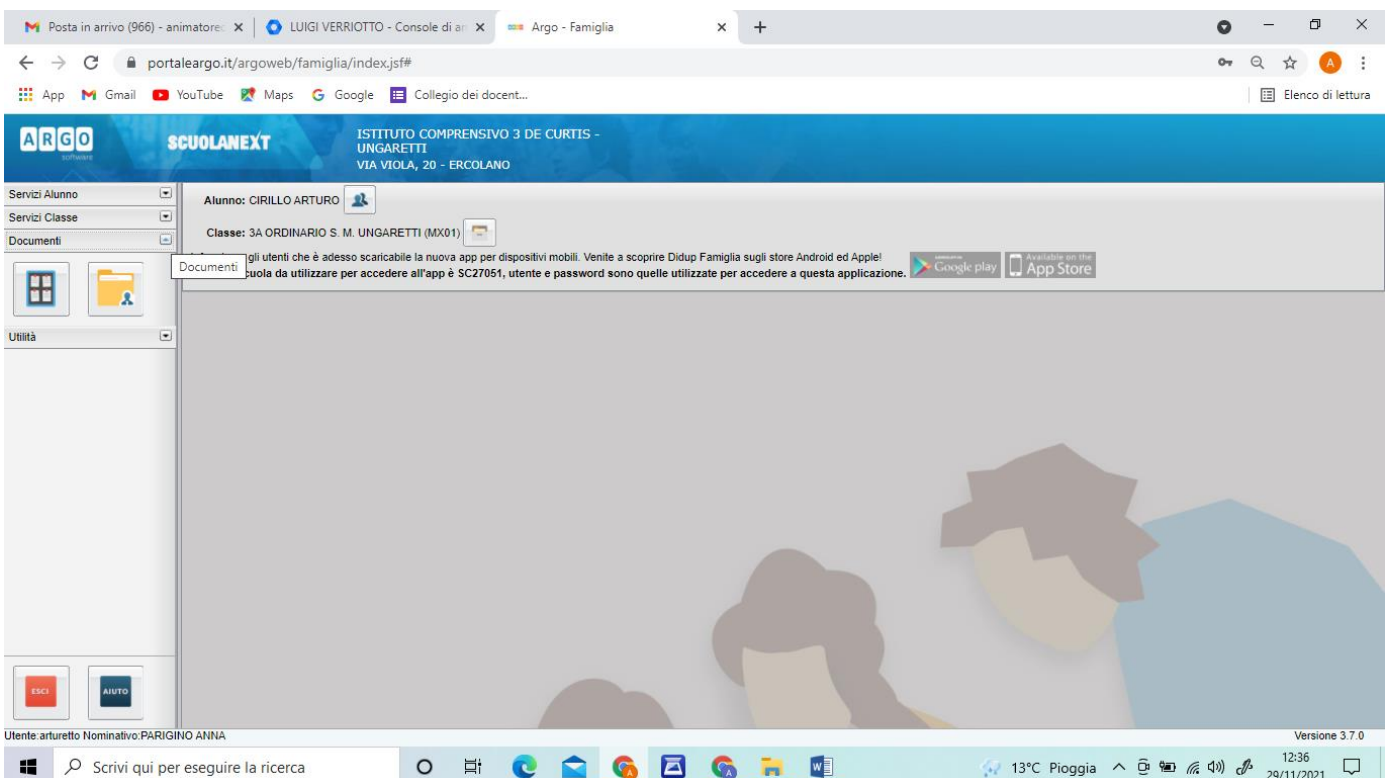 Posta in arrivo (966) - animatore
LUIGI VERRIOTTO - Console di am
Argo - Famiglia
portaleargo.it/argoweb/famiglia/index.jsf#
A
App Gmail YouTube Maps Google Collegio dei docent... Elenco di lettura
ARGO
software
SCUOLANEXT
ISTITUTO COMPRENSIVO 3 DE CURTIS -
UNGARETTI
VIA VIOLA, 20 - ERCOLANO
Servizi Alunno
Servizi Classe
Documenti
Documenti
Utilità
Alunno: CIRILLO ARTURO
Classe: 3A ORDINARIO S. M. UNGARETTI (MX01)
gli utenti che è adesso scaricabile la nuova app per dispositivi mobili. Venite a scoprire Didup Famiglia sugli store Android ed Apple!
cuola da utilizzare per accedere all'app è SC27051, utente e password sono quelle utilizzate per accedere a questa applicazione.
Google play
Available on the
App Store
ESCI
AIUTO
Utente:arturetto Nominativo:PARIGINO ANNA
Versione 3.7.0
Scrivi qui per eseguire la ricerca
13°C Pioggia
12:36
29/11/2021